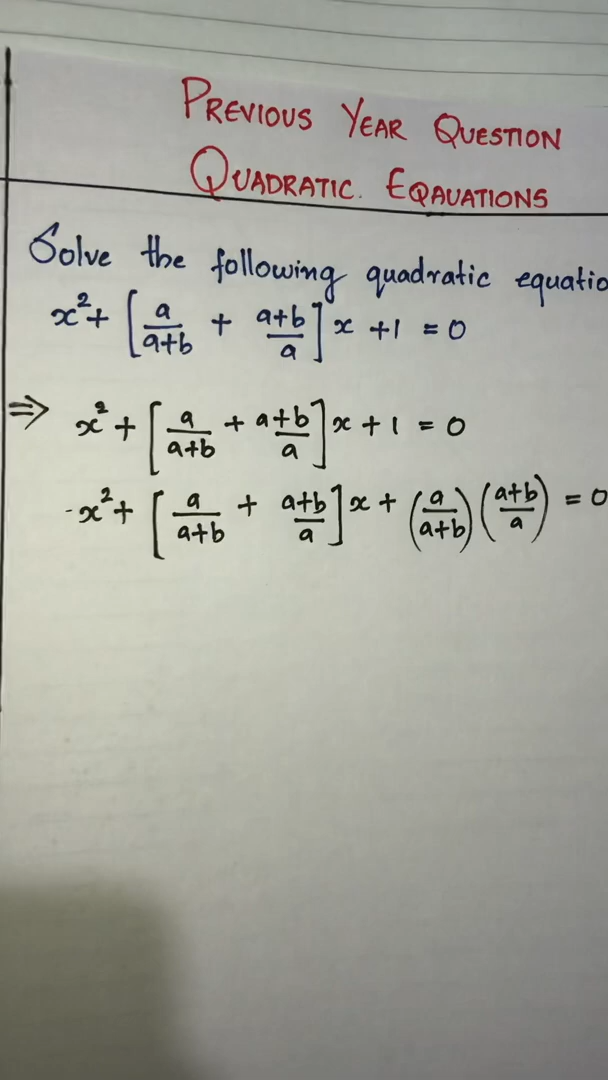 PREVIOUS YEAR QUESTION
QUADRATIC. EQAUATIONS
Solve the following quadratic equatio
x² + [a/(a+b) + (a+b)/a] x + 1 = 0
⇒ x² + [a/(a+b) + (a+b)/a] x + 1 = 0
x² + [a/(a+b) + (a+b)/a] x + (a/(a+b)) ((a+b)/a) = 0